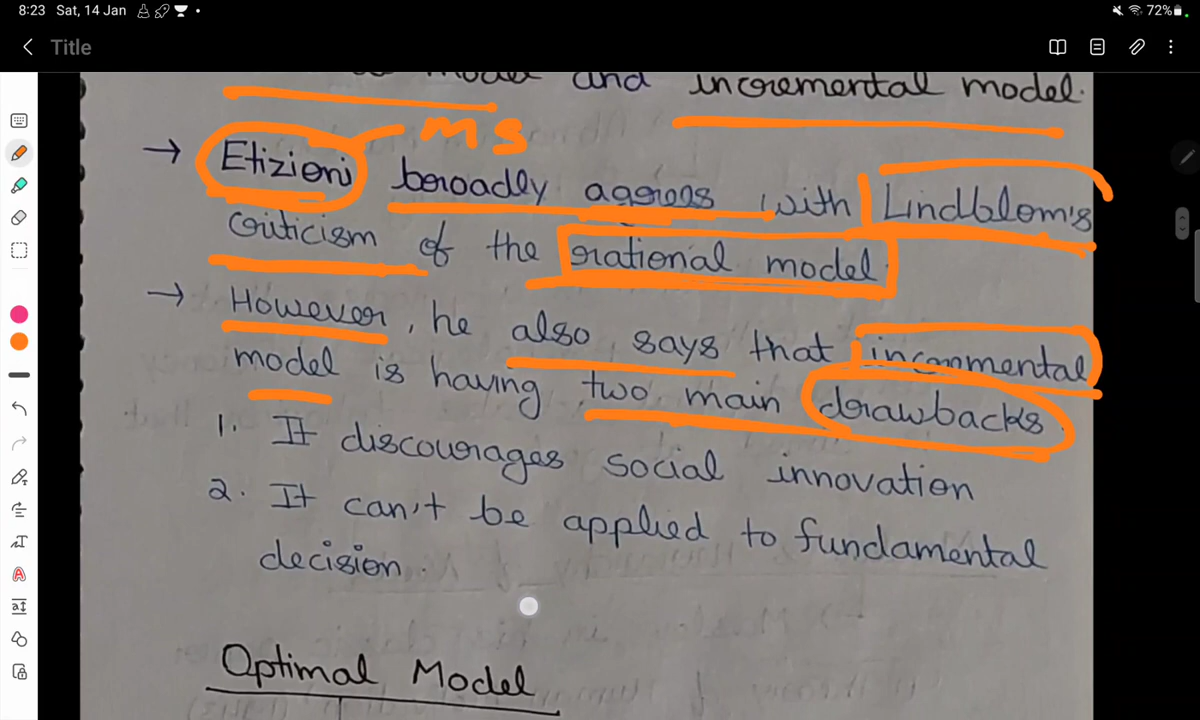 8:23 Sat, 14 Jan
72%
Title
model and incremental model.
MS
→ Etizioni broadly aggrees with Lindblom's
criticism of the rational model.
→ However, he also says that incremental
model is having two main drawbacks.
1. It discourages social innovation
2. It can't be applied to fundamental
decision.
Optimal Model